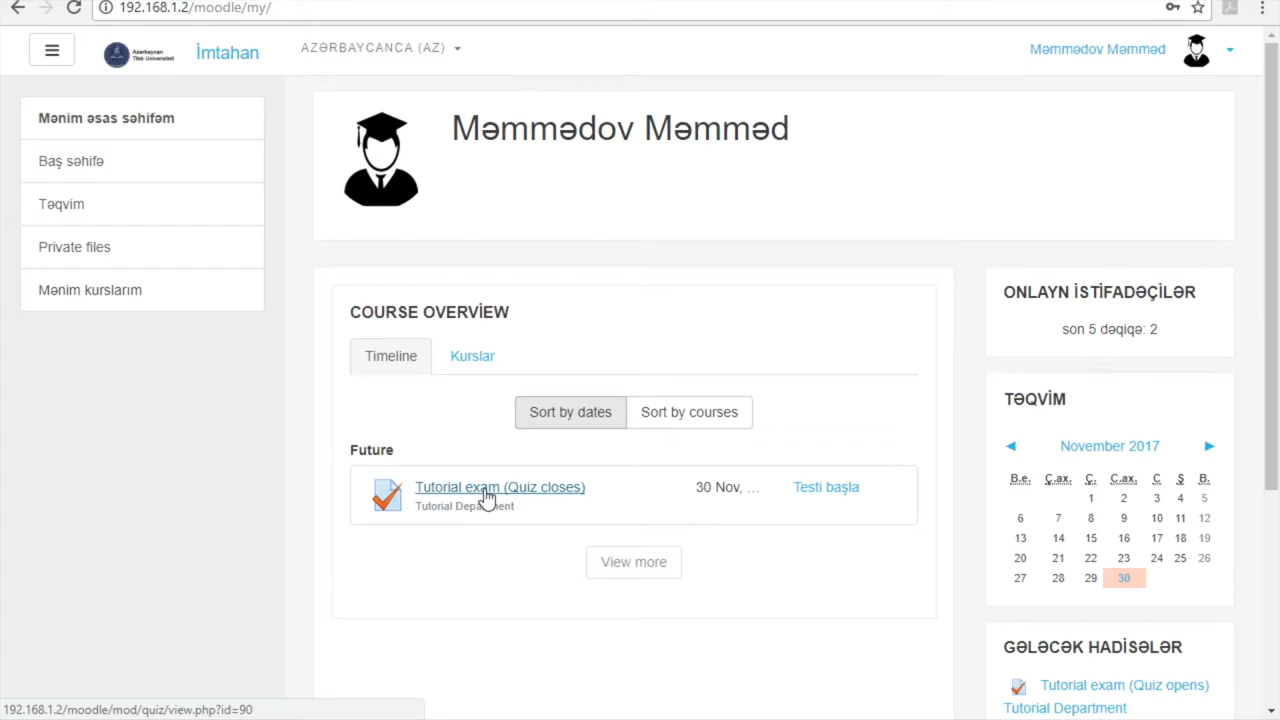 192.168.1.2/moodle/my/
Azərbaycan
Tibb Universiteti
İmtahan
AZƏRBAYCANCA (AZ)
Məmmədov Məmməd
Mənim əsas səhifəm
Baş səhifə
Təqvim
Private files
Mənim kurslarım
Məmmədov Məmməd
COURSE OVERVİEW
Timeline
Kurslar
Sort by dates
Sort by courses
Future
Tutorial exam (Quiz closes)
30 Nov, ...
Testi başla
Tutorial Department
View more
ONLAYN İSTİFADƏÇİLƏR
son 5 dəqiqə: 2
TƏQVİM
◄ November 2017 ►
B.e. Ç.ax. Ç. C.ax. C Ş B.
1 2 3 4 5
6 7 8 9 10 11 12
13 14 15 16 17 18 19
20 21 22 23 24 25 26
27 28 29 30
GƏLƏCƏK HADİSƏLƏR
Tutorial exam (Quiz opens)
Tutorial Department
192.168.1.2/moodle/mod/quiz/view.php?id=90